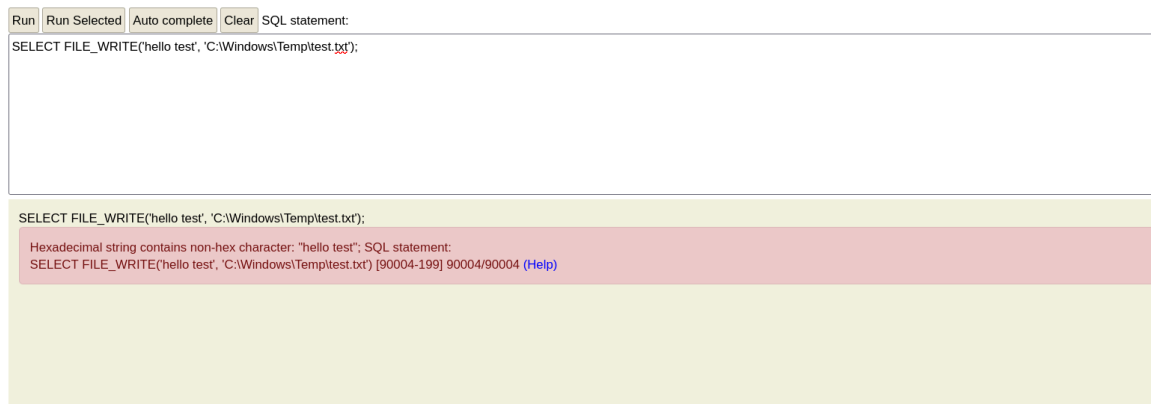 Run Run Selected Auto complete Clear SQL statement:
SELECT FILE_WRITE('hello test', 'C:\Windows\Temp\test.txt');
SELECT FILE_WRITE('hello test', 'C:\Windows\Temp\test.txt');
Hexadecimal string contains non-hex character: "hello test"; SQL statement:
SELECT FILE_WRITE('hello test', 'C:\Windows\Temp\test.txt') [90004-199] 90004/90004 (Help)